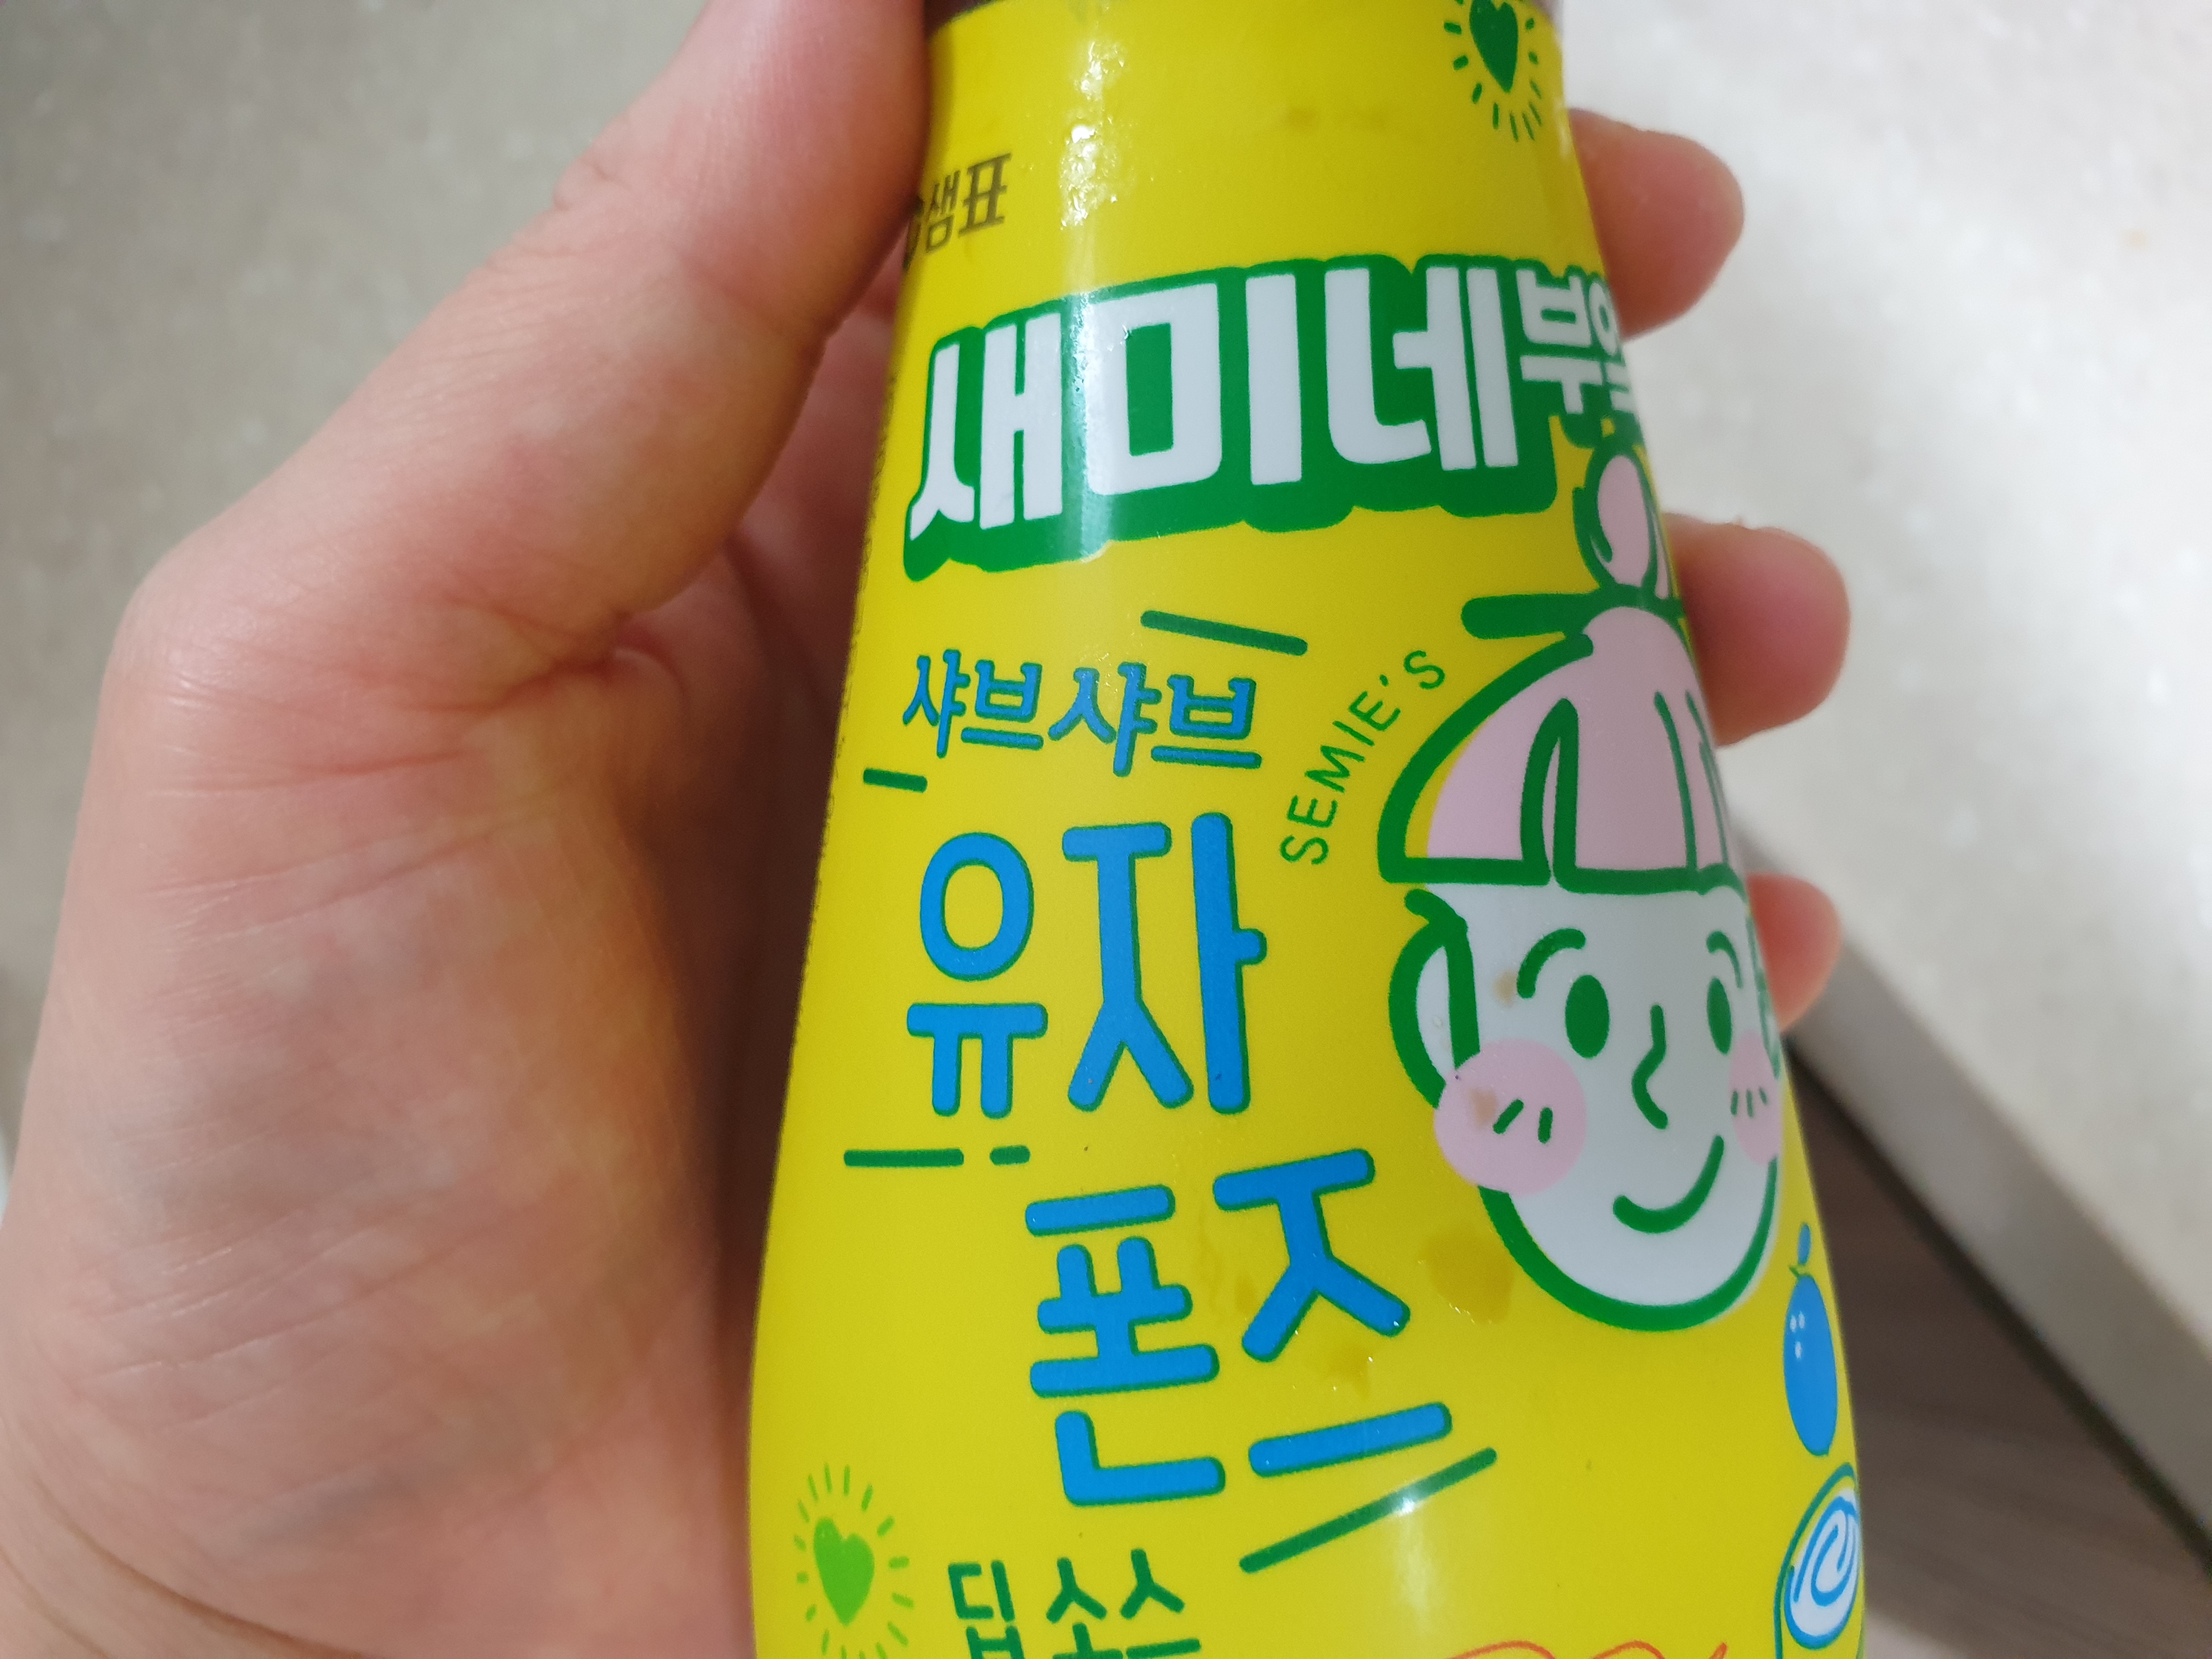 샘표
새미네부엌
SEMIE'S
샤브샤브
유자
폰즈
딥소스